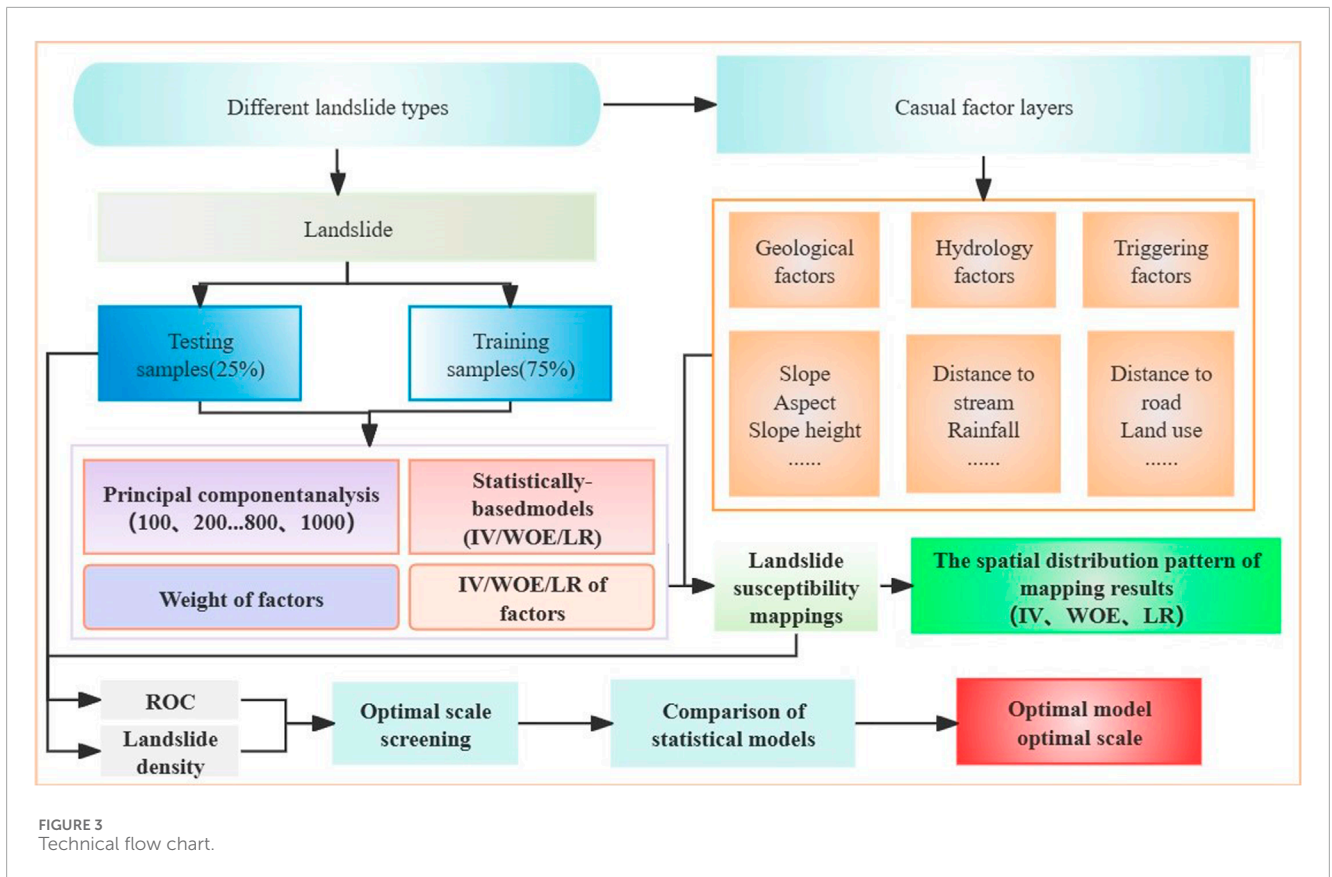 Different landslide types
Casual factor layers
Landslide
Geological
factors
Hydrology
factors
Triggering
factors
Testing
samples(25%)
Training
samples(75%)
Slope
Aspect
Slope height
......
Distance to
stream
Rainfall
......
Distance to
road
Land use
......
Principal componentanalysis
（100、200...800、1000）
Statistically-
basedmodels
(IV/WOE/LR)
Weight of factors
IV/WOE/LR of
factors
Landslide
susceptibility
mappings
The spatial distribution pattern of
mapping results
（IV、WOE、LR）
ROC
Landslide
density
Optimal scale
screening
Comparison of
statistical models
Optimal model
optimal scale
FIGURE 3
Technical flow chart.